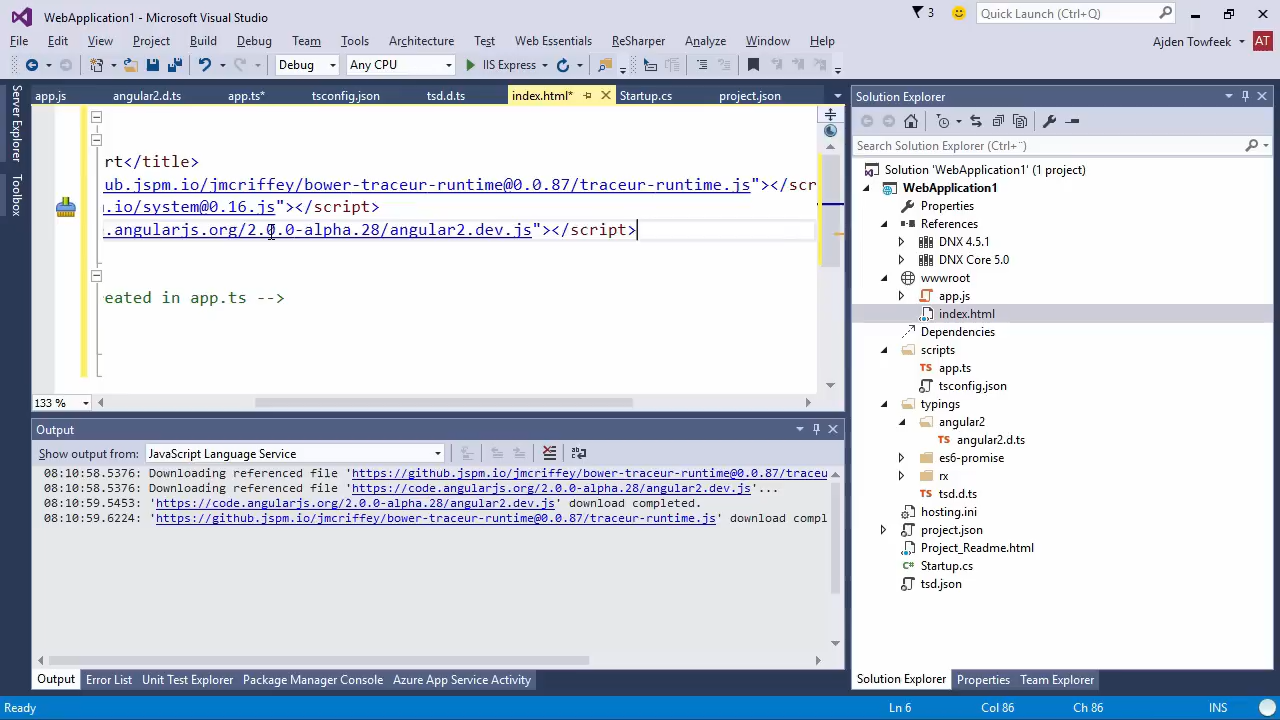 WebApplication1 - Microsoft Visual Studio
3
Quick Launch (Ctrl+Q)
File Edit View Project Build Debug Team Tools Architecture Test Web Essentials ReSharper Analyze Window Help
Ajden Towfeek AT
Debug Any CPU IIS Express
Server Explorer
Toolbox
app.js angular2.d.ts app.ts* tsconfig.json tsd.d.ts index.html* Startup.cs project.json
rt</title>
ub.jspm.io/jmcriffey/bower-traceur-runtime@0.0.87/traceur-runtime.js"></scr
.io/system@0.16.js"></script>
.angularjs.org/2.0.0-alpha.28/angular2.dev.js"></script>
eated in app.ts -->
133 %
Output
Show output from: JavaScript Language Service
08:10:58.5376: Downloading referenced file 'https://github.jspm.io/jmcriffey/bower-traceur-runtime@0.0.87/traceu
08:10:58.5376: Downloading referenced file 'https://code.angularjs.org/2.0.0-alpha.28/angular2.dev.js'...
08:10:59.5453: 'https://code.angularjs.org/2.0.0-alpha.28/angular2.dev.js' download completed.
08:10:59.6224: 'https://github.jspm.io/jmcriffey/bower-traceur-runtime@0.0.87/traceur-runtime.js' download compl
Output Error List Unit Test Explorer Package Manager Console Azure App Service Activity
Solution Explorer
Search Solution Explorer (Ctrl+¨)
Solution 'WebApplication1' (1 project)
WebApplication1
Properties
References
DNX 4.5.1
DNX Core 5.0
wwwroot
app.js
index.html
Dependencies
scripts
app.ts
tsconfig.json
typings
angular2
angular2.d.ts
es6-promise
rx
tsd.d.ts
hosting.ini
project.json
Project_Readme.html
Startup.cs
tsd.json
Solution Explorer Properties Team Explorer
Ready Ln 6 Col 86 Ch 86 INS